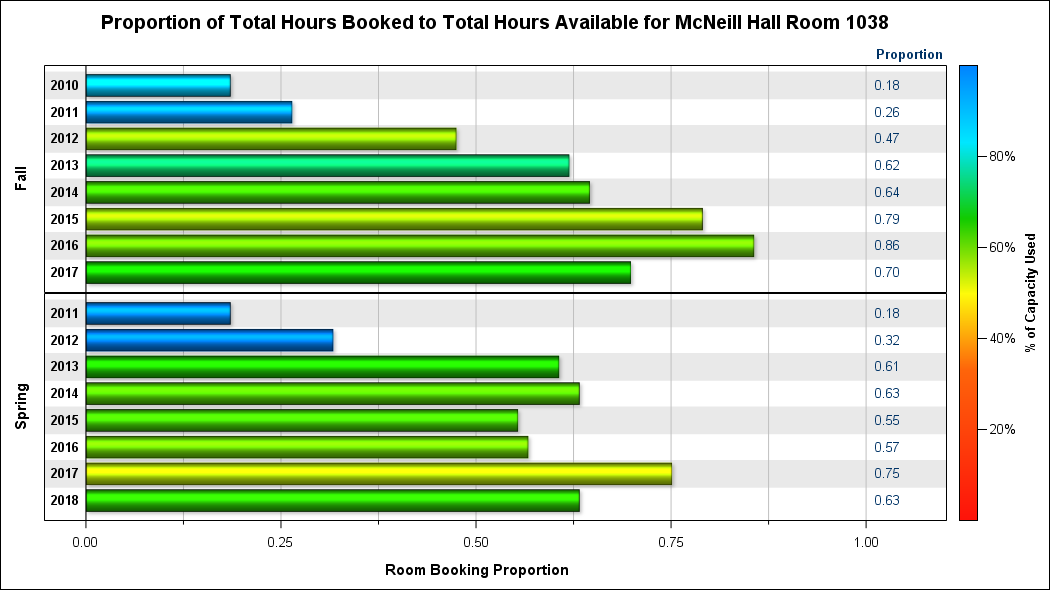 Proportion of Total Hours Booked to Total Hours Available for McNeill Hall Room 1038
Proportion
Fall
2010 0.18
2011 0.26
2012 0.47
2013 0.62
2014 0.64
2015 0.79
2016 0.86
2017 0.70
Spring
2011 0.18
2012 0.32
2013 0.61
2014 0.63
2015 0.55
2016 0.57
2017 0.75
2018 0.63
0.00 0.25 0.50 0.75 1.00
Room Booking Proportion
80%
60%
40%
20%
% of Capacity Used